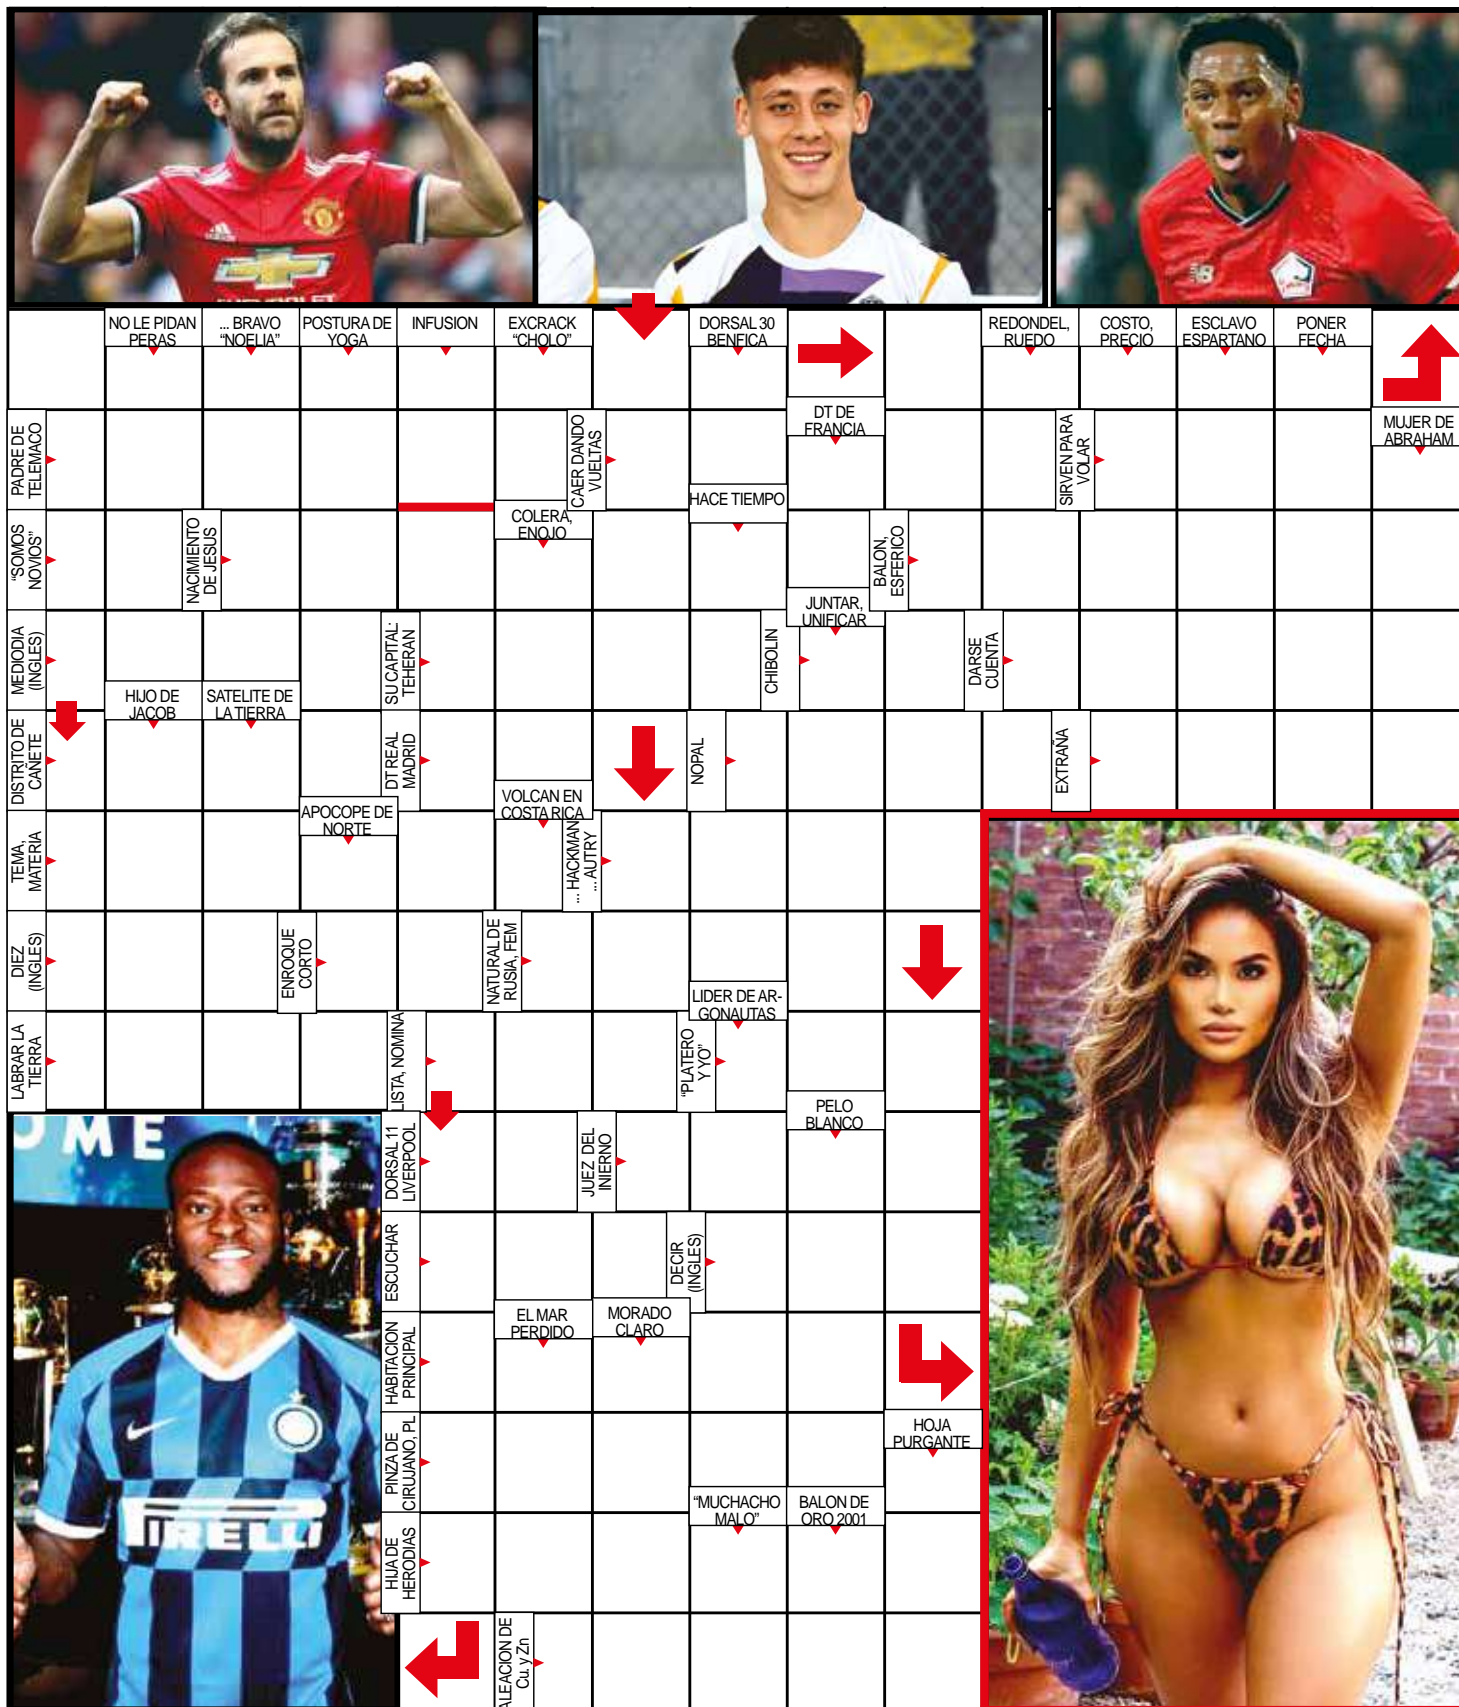 CHEVROLET
NO LE PIDAN
PERAS
... BRAVO
“NOELIA”
POSTURA DE
YOGA
INFUSION
EXCRACK
“CHOLO”
DORSAL 30
BENFICA
REDONDEL,
RUEDO
COSTO,
PRECIO
ESCLAVO
ESPARTANO
PONER
FECHA
PADRE DE
TELEMACO
CAER DANDO
VUELTAS
DT DE
FRANCIA
SIRVEN PARA
VOLAR
MUJER DE
ABRAHAM
“SOMOS
NOVIOS”
NACIMIENTO
DE JESUS
COLERA,
ENOJO
HACE TIEMPO
BALON,
ESFERICO
MEDIODIA
(INGLES)
SU CAPITAL:
TEHERAN
CHIBOLIN
JUNTAR,
UNIFICAR
DARSE
CUENTA
DISTRITO DE
CAÑETE
HIJO DE
JACOB
SATELITE DE
LA TIERRA
DT REAL
MADRID
NOPAL
EXTRAÑA
TEMA,
MATERIA
APOCOPE DE
NORTE
VOLCAN EN
COSTA RICA
... HACKMAN
... AUTRY
DIEZ
(INGLES)
ENROQUE
CORTO
NATURAL DE
RUSIA, FEM
LABRAR LA
TIERRA
LISTA, NOMINA
LIDER DE AR-
GONAUTAS
“PLATERO
Y YO”
OME
DORSAL 11
LIVERPOOL
JUEZ DEL
INIERNO
PELO
BLANCO
ESCUCHAR
DECIR
(INGLES)
HABITACION
PRINCIPAL
EL MAR
PERDIDO
MORADO
CLARO
PINZA DE
CIRUJANO, PL
HOJA
PURGANTE
PIRELLI
HIJA DE
HERODIAS
“MUCHACHO
MALO”
BALON DE
ORO 2001
ALEACION DE
Cu. y Zn